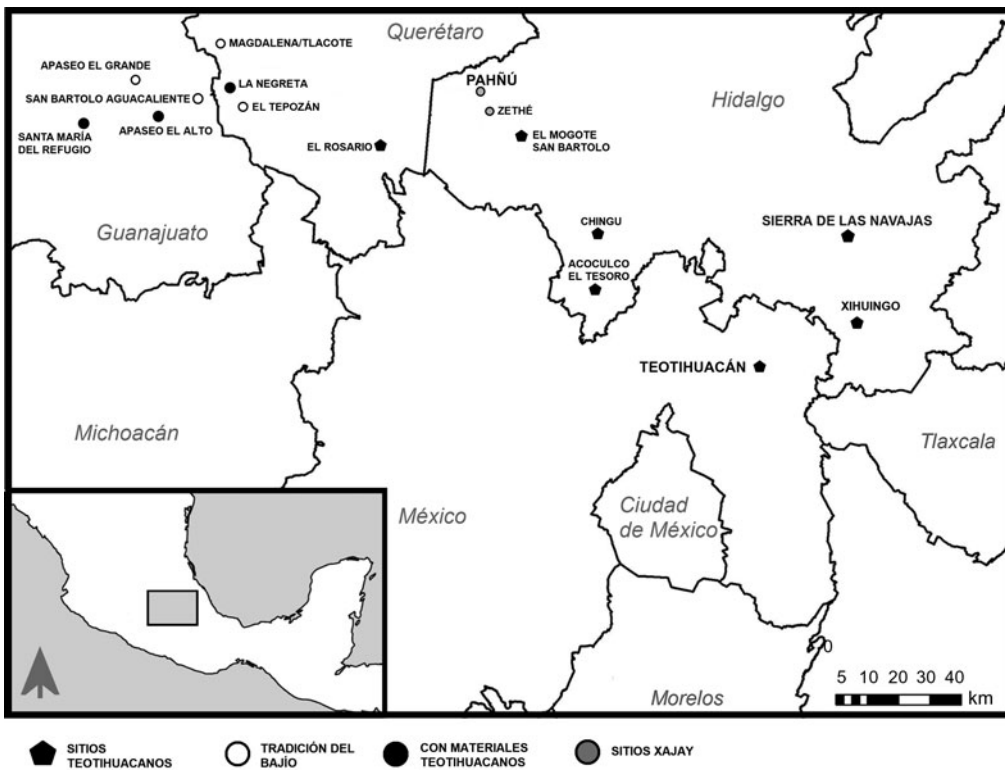 Querétaro
MAGDALENA/TLACOTE
APASEO EL GRANDE
LA NEGRETA
SAN BARTOLO AGUACALIENTE
EL TEPOZÁN
SANTA MARÍA
DEL REFUGIO
APASEO EL ALTO
PAHÑÚ
ZETHÉ
Hidalgo
EL MOGOTE
SAN BARTOLO
EL ROSARIO
Guanajuato
CHINGU
SIERRA DE LAS NAVAJAS
ACOCULCO
EL TESORO
XIHUINGO
TEOTIHUACÁN
Michoacán
Tlaxcala
México
Ciudad
de México
Morelos
0
5 10 20 30 40
km
SITIOS
TEOTIHUACANOS
TRADICIÓN DEL
BAJÍO
CON MATERIALES
TEOTIHUACANOS
SITIOS XAJAY